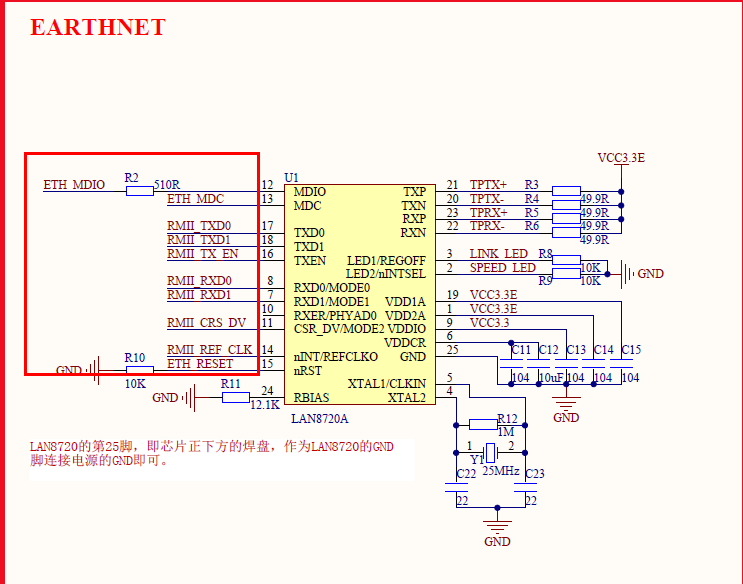 EARTHNET
VCC3.3E
R2
510R
ETH_MDIO
ETH_MDC
12
13
U1
MDIO
MDC
TXP
TXN
RXP
RXN
21
20
23
22
TPTX+
TPTX-
TPRX+
TPRX-
R3
R4
R5
R6
49.9R
49.9R
49.9R
RMII_TXD0
RMII_TXD1
RMII_TX_EN
17
18
16
TXD0
TXD1
TXEN
LED1/REGOFF
LED2/nINTSEL
3
2
LINK_LED
SPEED_LED
R8
R9
10K
10K
GND
RMII_RXD0
RMII_RXD1
8
7
10
11
RMII_CRS_DV
RXD0/MODE0
RXD1/MODE1
RXER/PHYAD0
CSR_DV/MODE2
VDD1A
VDD2A
VDDIO
VDDCR
GND
19
1
9
6
25
VCC3.3E
VCC3.3E
VCC3.3
RMII_REF_CLK
ETH_RESET
14
15
nINT/REFCLKO
nRST
C11
C12
C13
C14
C15
104
10uF
104
104
104
GND
GND
R10
10K
GND
R11
12.1K
24
RBIAS
XTAL1/CLKIN
XTAL2
5
4
LAN8720A
R12
1M
1
2
Y1
25MHz
C22
C23
22
22
GND
LAN8720的第25脚，即芯片正下方的焊盘，作为LAN8720的GND
脚连接电源的GND即可。